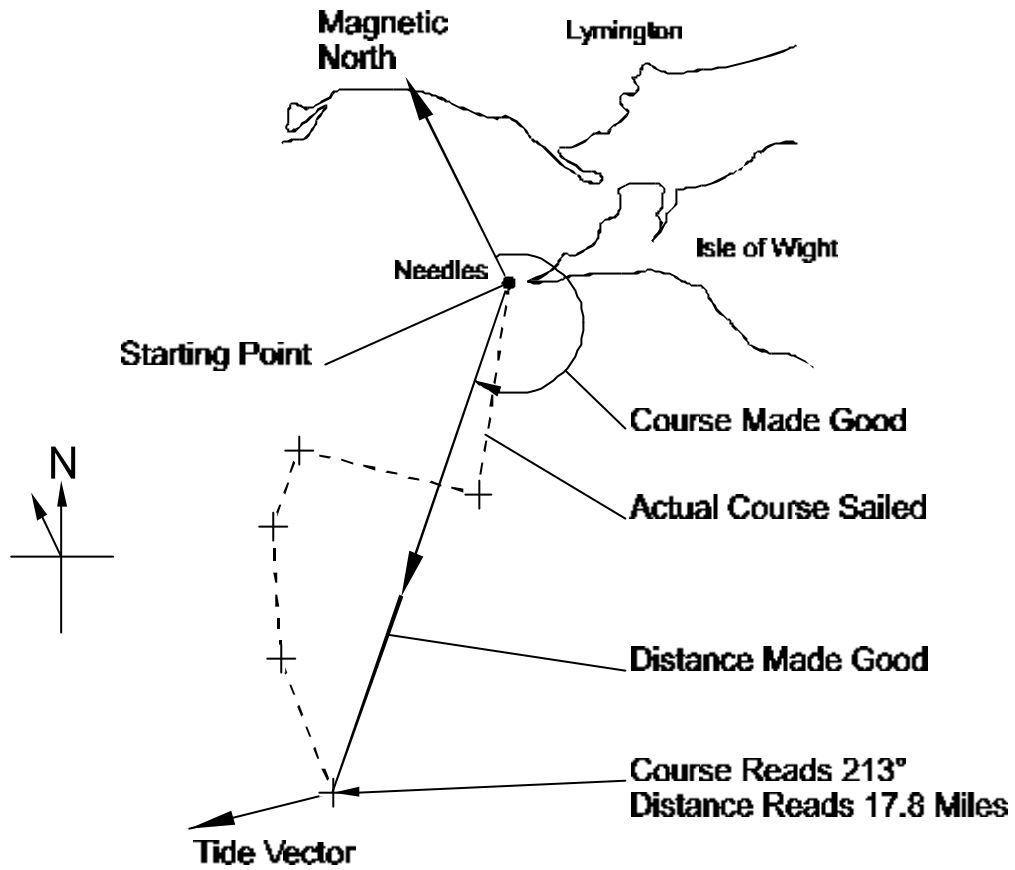 Magnetic
North
Lymington
Isle of Wight
Needles
Starting Point
Course Made Good
N
Actual Course Sailed
Distance Made Good
Course Reads 213°
Distance Reads 17.8 Miles
Tide Vector